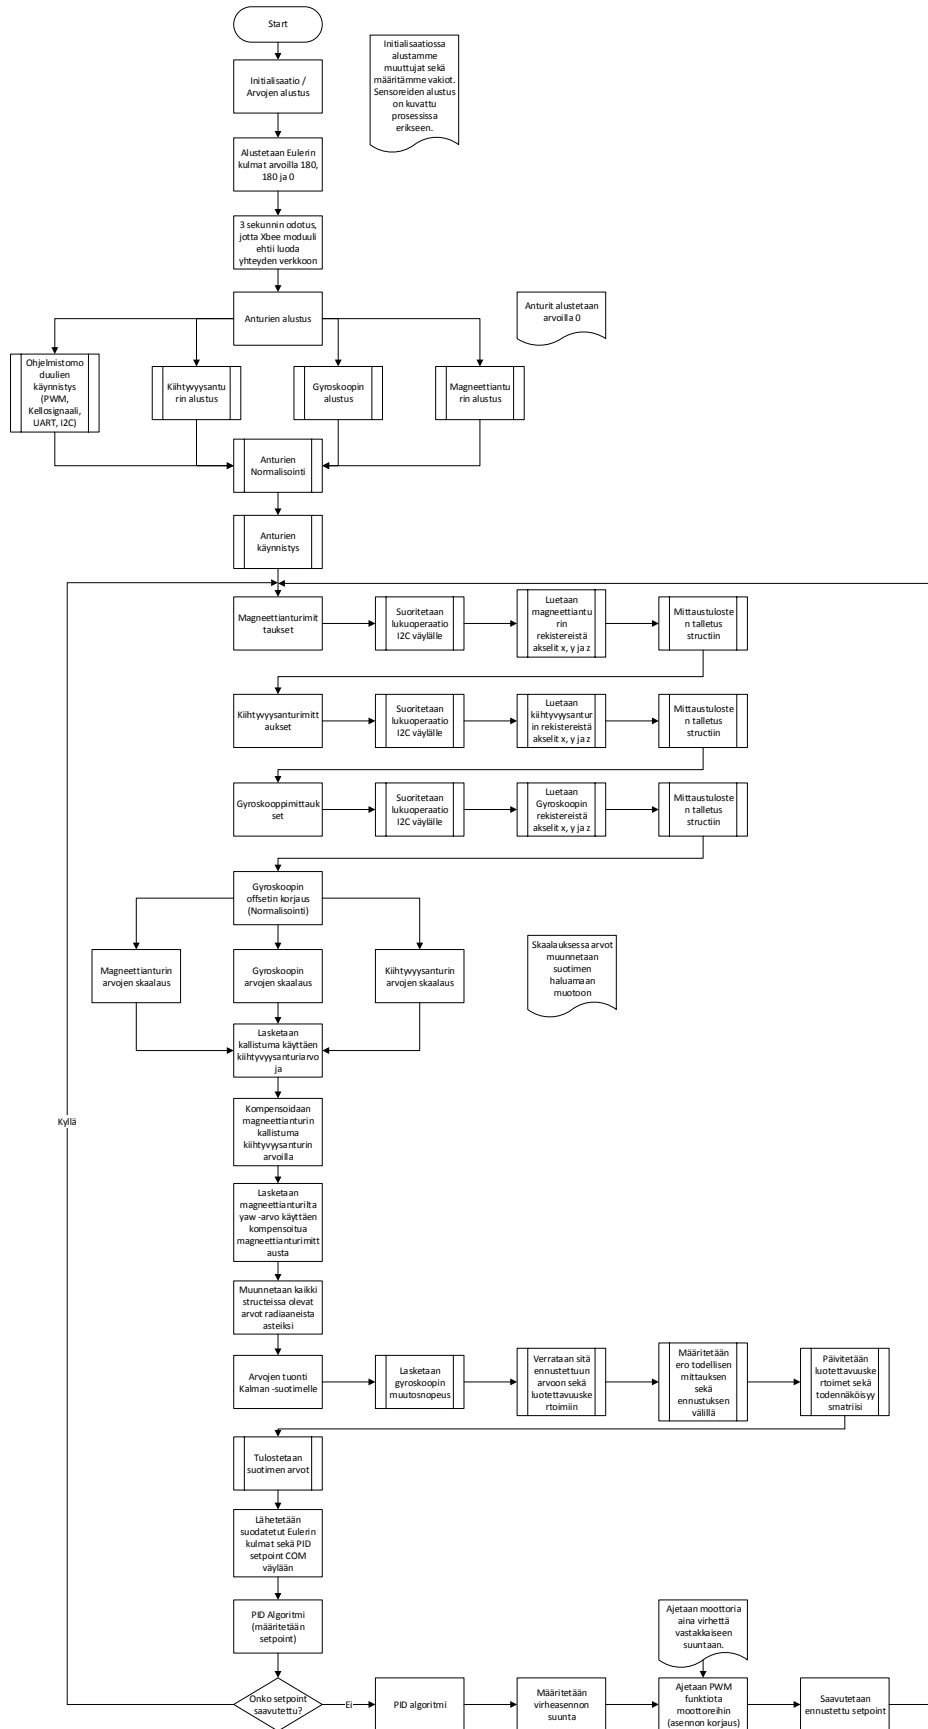 Start
Initialisaatiossa
alustamme
muuttujat sekä
määritämme vakiot.
Sensoreiden alustus
on kuvattu
prosessissa
erikseen.
Initialisaatio /
Arvojen alustus
Alustetaan Eulerin
kulmat arvoilla 180,
180 ja 0
3 sekunnin odotus,
jotta Xbee moduuli
ehtii luoda
yhteyden verkkoon
Anturien alustus
Anturit alustetaan
arvoilla 0
Ohjelmistomo
duulien
käynnistys
(PWM,
Kellosignaali,
UART, I2C)
Kiihtyvyysantu
rin alustus
Gyroskoopin
alustus
Magneettiantu
rin alustus
Anturien
Normalisointi
Anturien
käynnistys
Magneettianturimit
taukset
Suoritetaan
lukuoperaatio
I2C väylälle
Luetaan
magneettiantu
rin
rekistereistä
akselit x, y ja z
Mittaustuloste
n talletus
structiin
Kiihtyvyysanturimitt
aukset
Suoritetaan
lukuoperaatio
I2C väylälle
Luetaan
kiihtyvyysantur
in rekistereistä
akselit x, y ja z
Mittaustuloste
n talletus
structiin
Gyroskooppimittauk
set
Suoritetaan
lukuoperaatio
I2C väylälle
Luetaan
Gyroskoopin
rekistereistä
akselit x, y ja z
Mittaustuloste
n talletus
structiin
Gyroskoopin
offsetin korjaus
(Normalisointi)
Magneettianturin
arvojen skaalaus
Gyroskoopin
arvojen skaalaus
Kiihtyvyysanturin
arvojen skaalaus
Skaalauksessa arvot
muunnetaan
suotimen
haluamaan
muotoon
Lasketaan
kallistuma käyttäen
kiihtyvyysanturiarvo
ja
Kompensoidaan
magneettianturin
kallistuma
kiihtyvyysanturin
arvoilla
Kyllä
Lasketaan
magneettianturilta
yaw -arvo käyttäen
kompensoitua
magneettianturimitt
austa
Muunnetaan kaikki
structeissa olevat
arvot radiaaneista
asteiksi
Arvojen tuonti
Kalman -suotimelle
Lasketaan
gyroskoopin
muutosnopeus
Verrataan sitä
ennustettuun
arvoon sekä
luotettavuuske
rtoimiin
Määritetään
ero todellisen
mittauksen
sekä
ennustuksen
välillä
Päivitetään
luotettavuuske
rtoimet sekä
todennäköisyy
smatriisi
Tulostetaan
suotimen arvot
Lähetetään
suodatetut Eulerin
kulmat sekä PID
setpoint COM
väylään
PID Algoritmi
(määritetään
setpoint)
Ajetaan moottoria
aina virhettä
vastakkaiseen
suuntaan.
Onko setpoint
saavutettu?
Ei
PID algoritmi
Määritetään
virheasennon
suunta
Ajetaan PWM
funktiota
moottoreihin
(asennon korjaus)
Saavutetaan
ennustettu setpoint